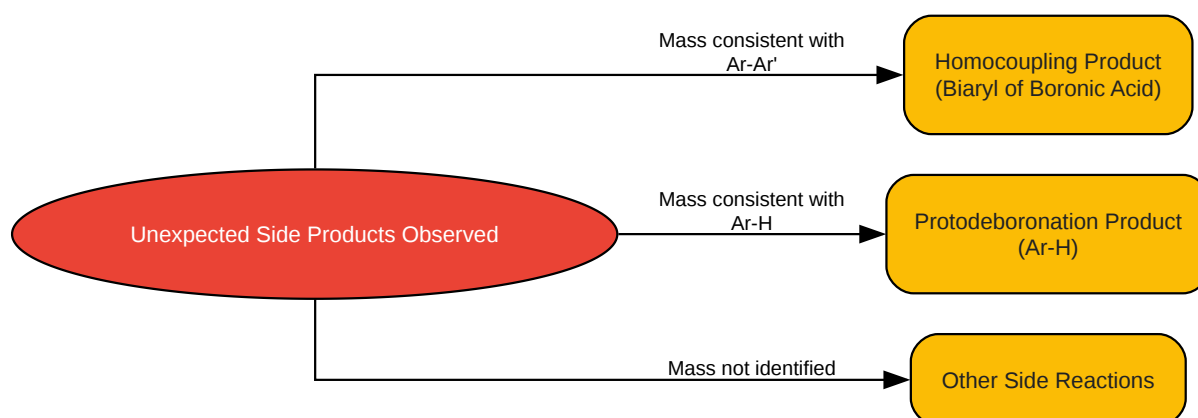 Mass consistent with
Ar-Ar'
Homocoupling Product
(Biaryl of Boronic Acid)
Unexpected Side Products Observed
Mass consistent with
Ar-H
Protodeboronation Product
(Ar-H)
Mass not identified
Other Side Reactions